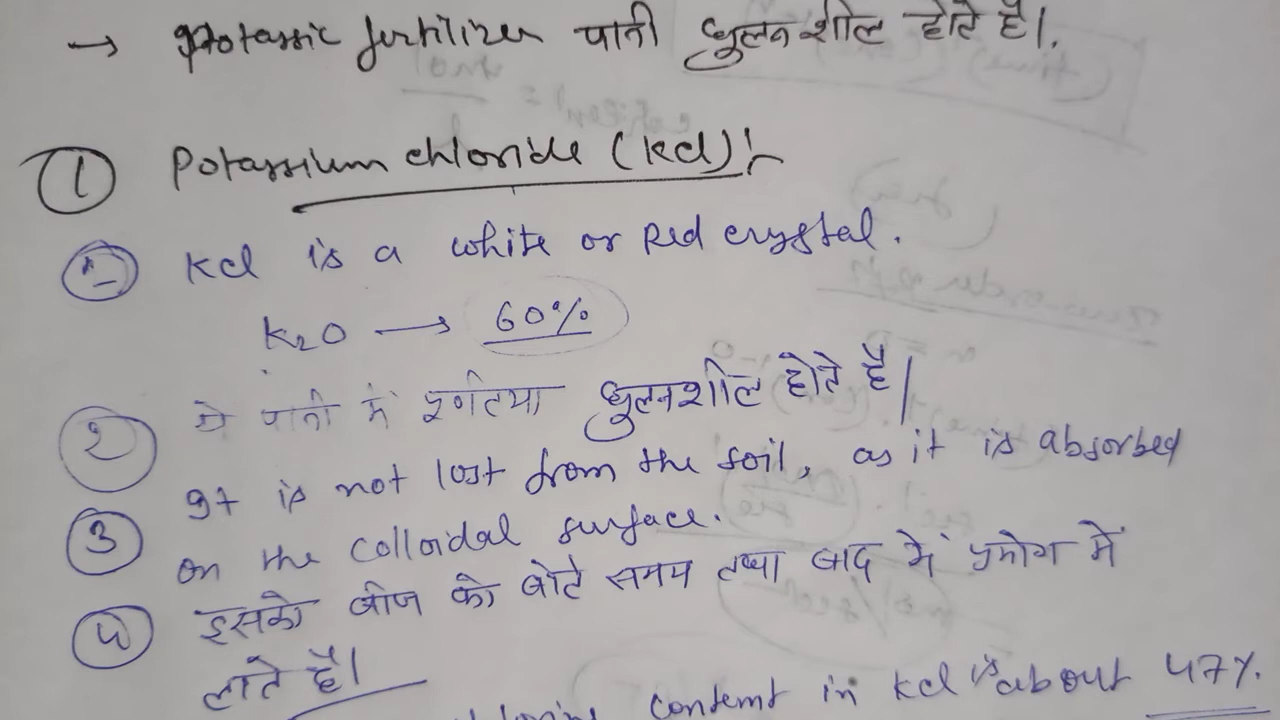 → Potassic fertilizer पानी घुलनशील होते है।
① Potassium chloride (Kcl):-
KCl is a white or Red crystal.
K₂O → 60%
२ ये पानी में पूर्णतया घुलनशील होते है।
③ It is not lost from the soil, as it is absorbed
on the colloidal surface.
④ इसको बीज को बोते समय तथा बाद में प्रयोग में
लाते है।
content in KCl is about 47%.